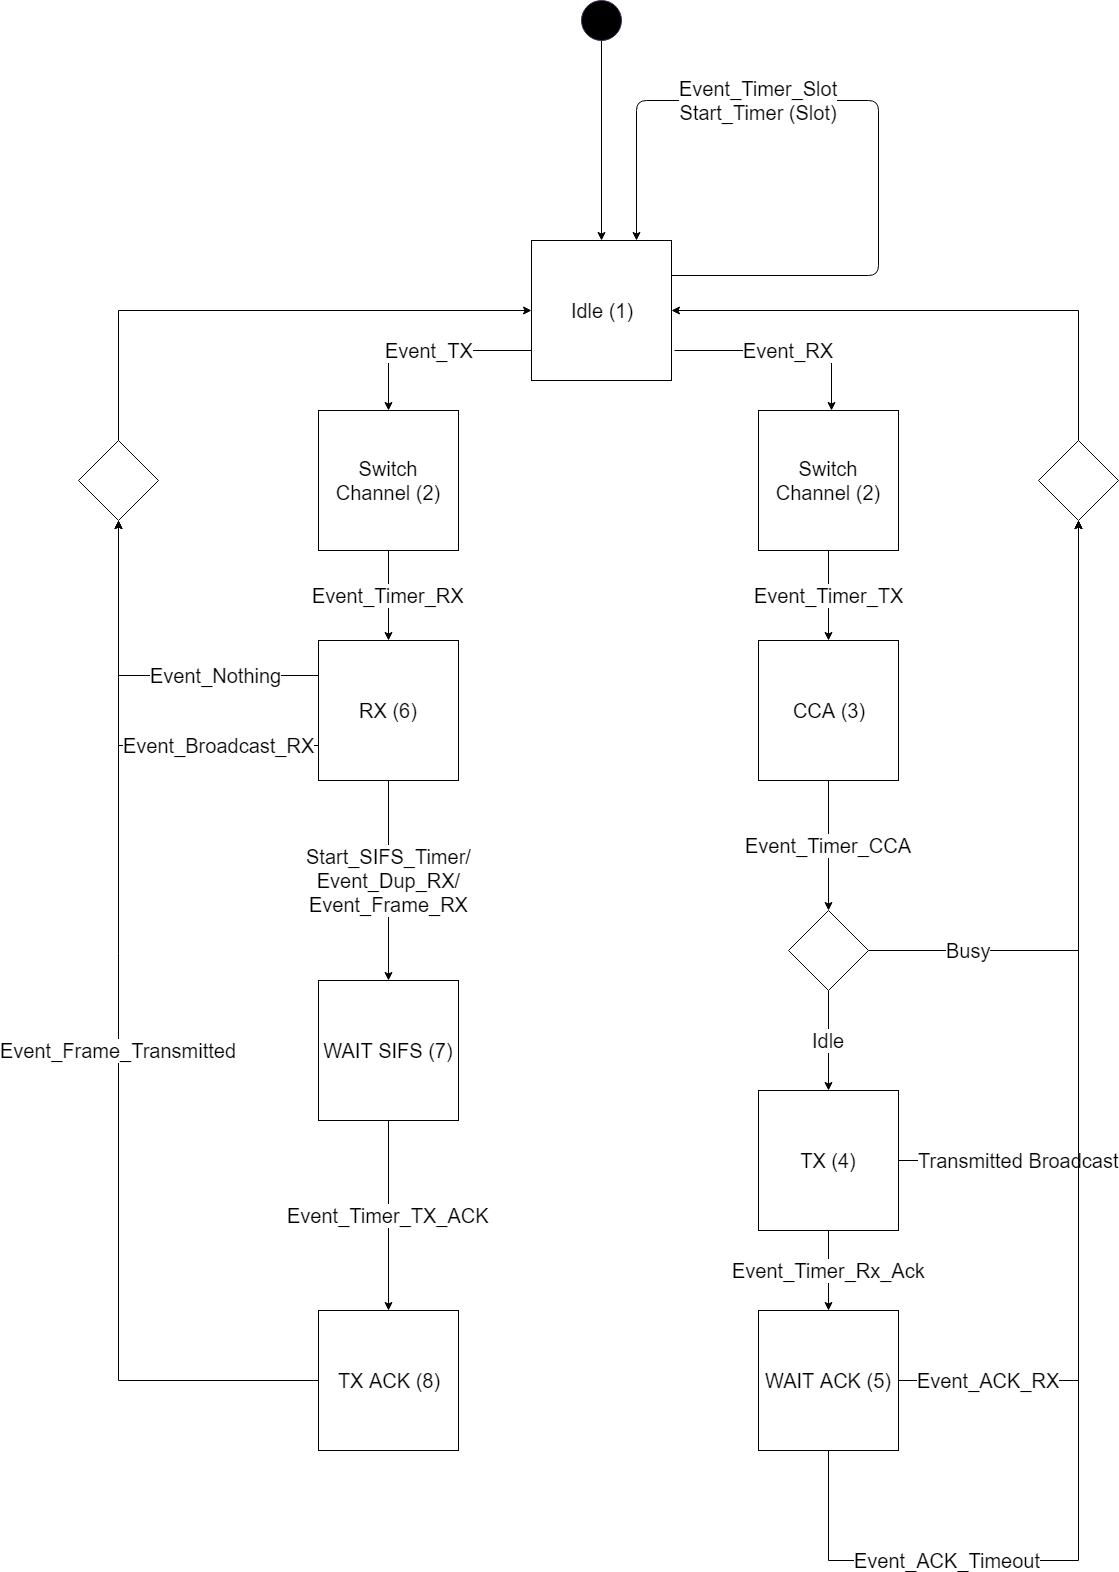 Event_Timer_Slot
Start_Timer (Slot)
Idle (1)
Event_TX
Event_RX
Switch
Channel (2)
Switch
Channel (2)
Event_Timer_RX
Event_Timer_TX
Event_Nothing
RX (6)
CCA (3)
Event_Broadcast_RX
Event_Timer_CCA
Start_SIFS_Timer/
Event_Dup_RX/
Event_Frame_RX
Busy
Idle
Event_Frame_Transmitted
WAIT SIFS (7)
TX (4)
Transmitted Broadcast
Event_Timer_TX_ACK
Event_Timer_Rx_Ack
TX ACK (8)
WAIT ACK (5)
Event_ACK_RX
Event_ACK_Timeout